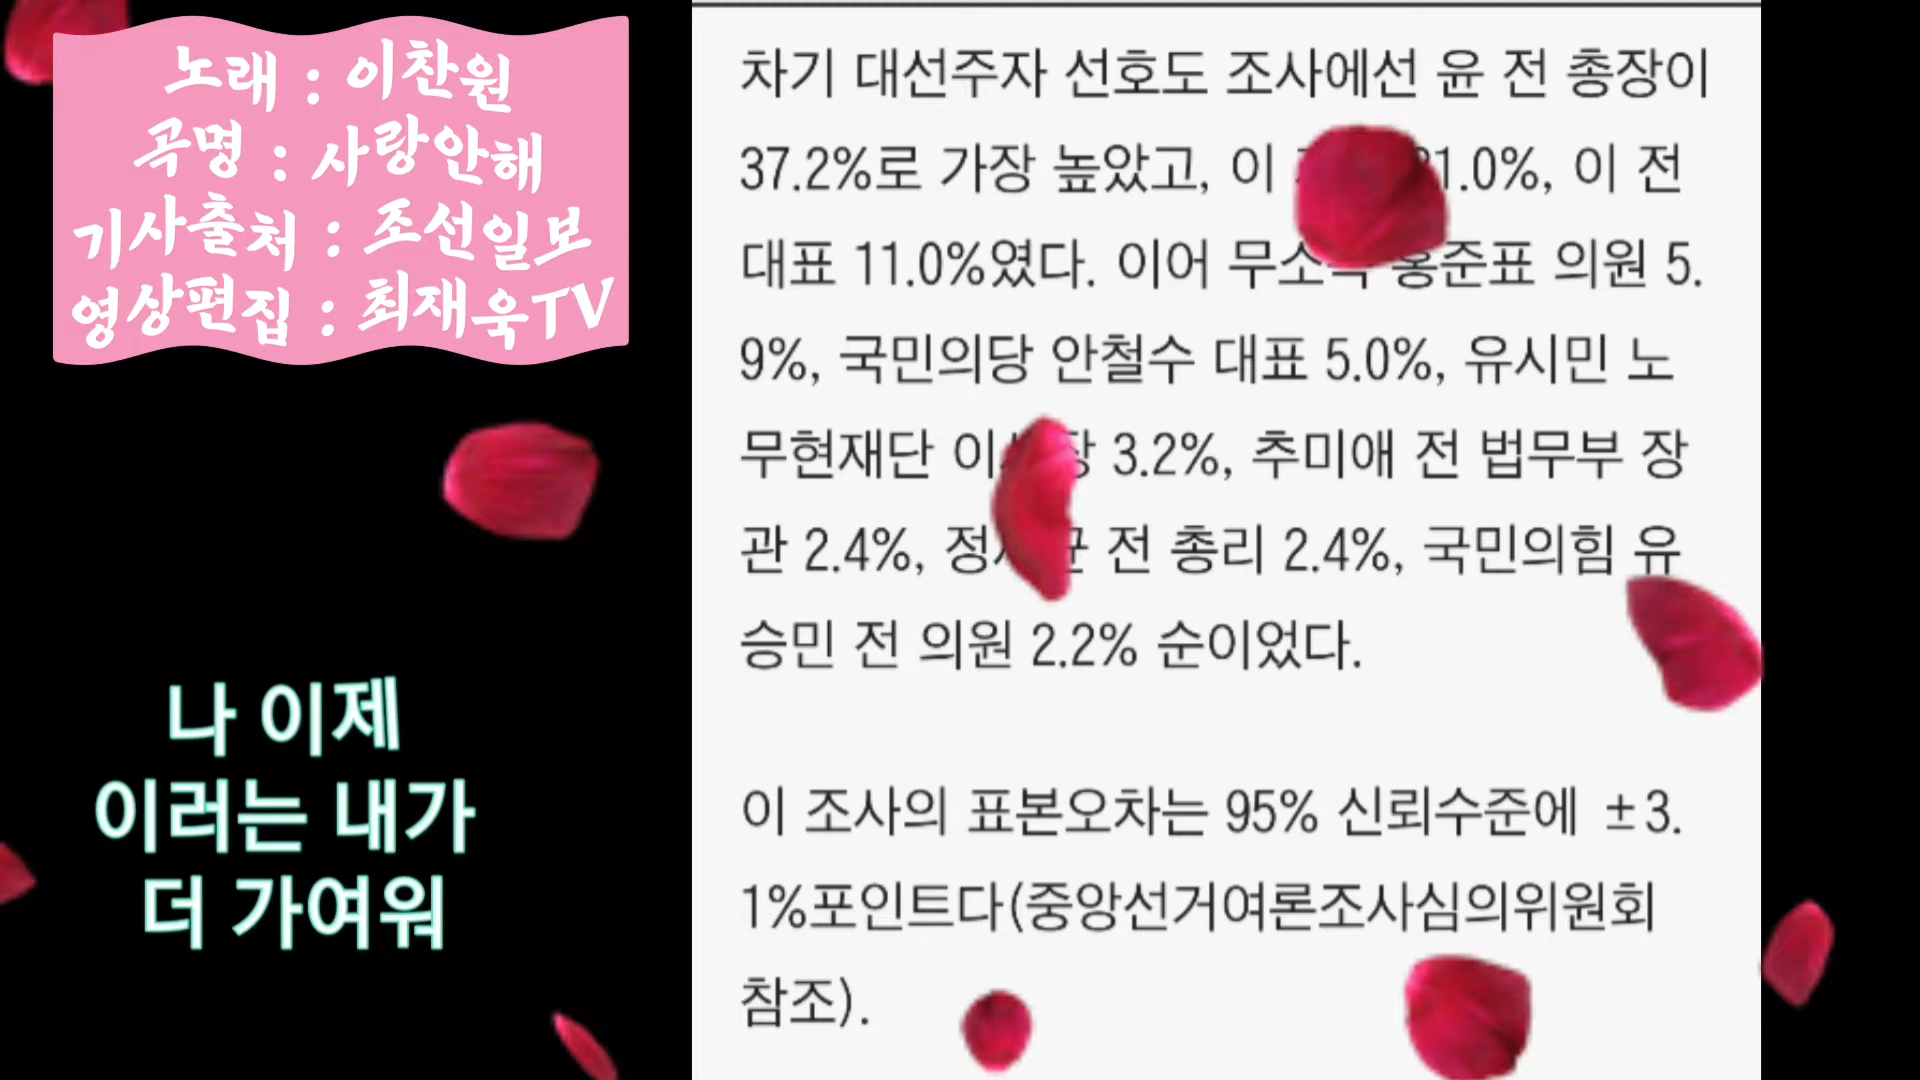 노래 : 이찬원
곡명 : 사랑안해
기사출처 : 조선일보
영상편집 : 최재욱TV
나 이제
이러는 내가
더 가여워
차기 대선주자 선호도 조사에선 윤 전 총장이
37.2%로 가장 높았고, 이 1.0%, 이 전
대표 11.0%였다. 이어 홍준표 의원 5.
9%, 국민의당 안철수 대표 5.0%, 유시민 노
무현재단 3.2%, 추미애 전 법무부 장
관 2.4%, 전 총리 2.4%, 국민의힘 유
승민 전 의원 2.2% 순이었다.
이 조사의 표본오차는 95% 신뢰수준에 ±3.
1%포인트다(중앙선거여론조사심의위원회
참조).